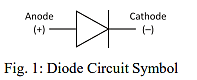 Anode Cathode
(+) (–)
Fig. 1: Diode Circuit Symbol